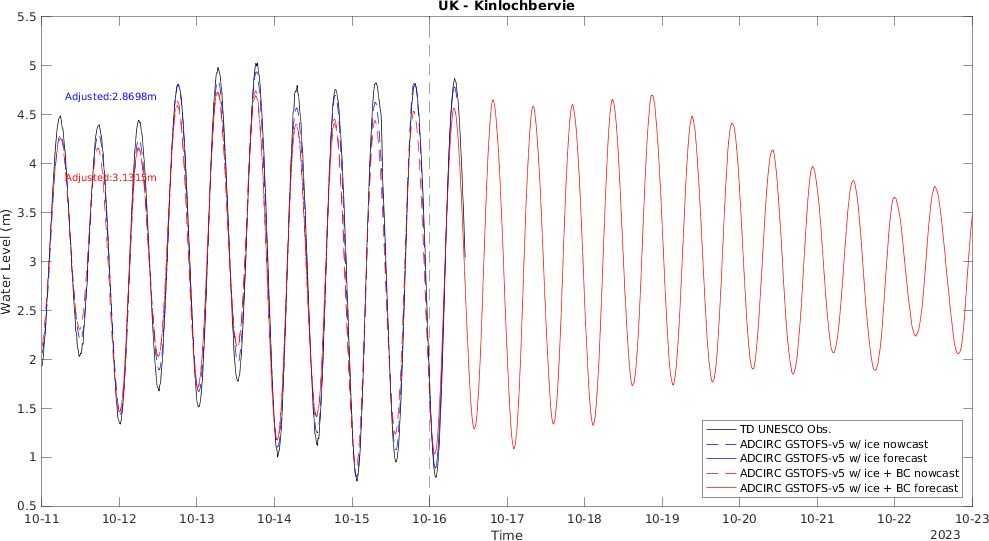 UK - Kinlochbervie
5.5
5
4.5
4
3.5
3
2.5
2
1.5
1
0.5
Water Level (m)
Adjusted:2.8698m
Adjusted:3.1315m
TD UNESCO Obs.
ADCIRC GSTOFS-v5 w/ ice nowcast
ADCIRC GSTOFS-v5 w/ ice forecast
ADCIRC GSTOFS-v5 w/ ice + BC nowcast
ADCIRC GSTOFS-v5 w/ ice + BC forecast
10-11 10-12 10-13 10-14 10-15 10-16 10-17 10-18 10-19 10-20 10-21 10-22 10-23
Time
2023